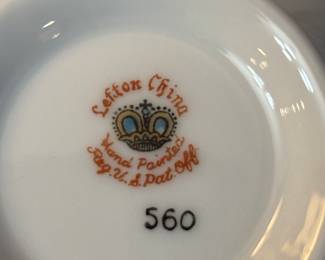 Lefton China
Hand Painted
Reg. U.S. Pat. Off.
560